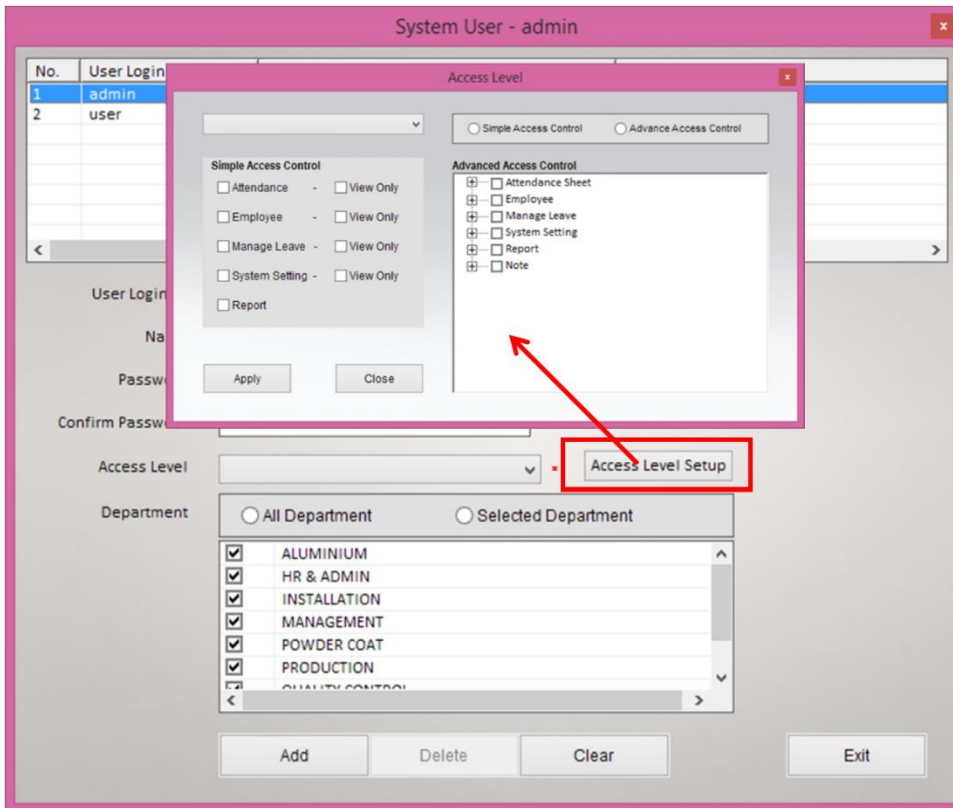 System User - admin
x
No. User Login
1 admin
2 user
Access Level
x
Simple Access Control Advance Access Control
Simple Access Control
Attendance - View Only
Employee - View Only
Manage Leave - View Only
System Setting - View Only
Report
Advanced Access Control
Attendance Sheet
Employee
Manage Leave
System Setting
Report
Note
Apply Close
User Login
Na
Passw
Confirm Passw
Access Level * Access Level Setup
Department All Department Selected Department
ALUMINIUM
HR & ADMIN
INSTALLATION
MANAGEMENT
POWDER COAT
PRODUCTION
QUALITY CONTROL
Add Delete Clear Exit